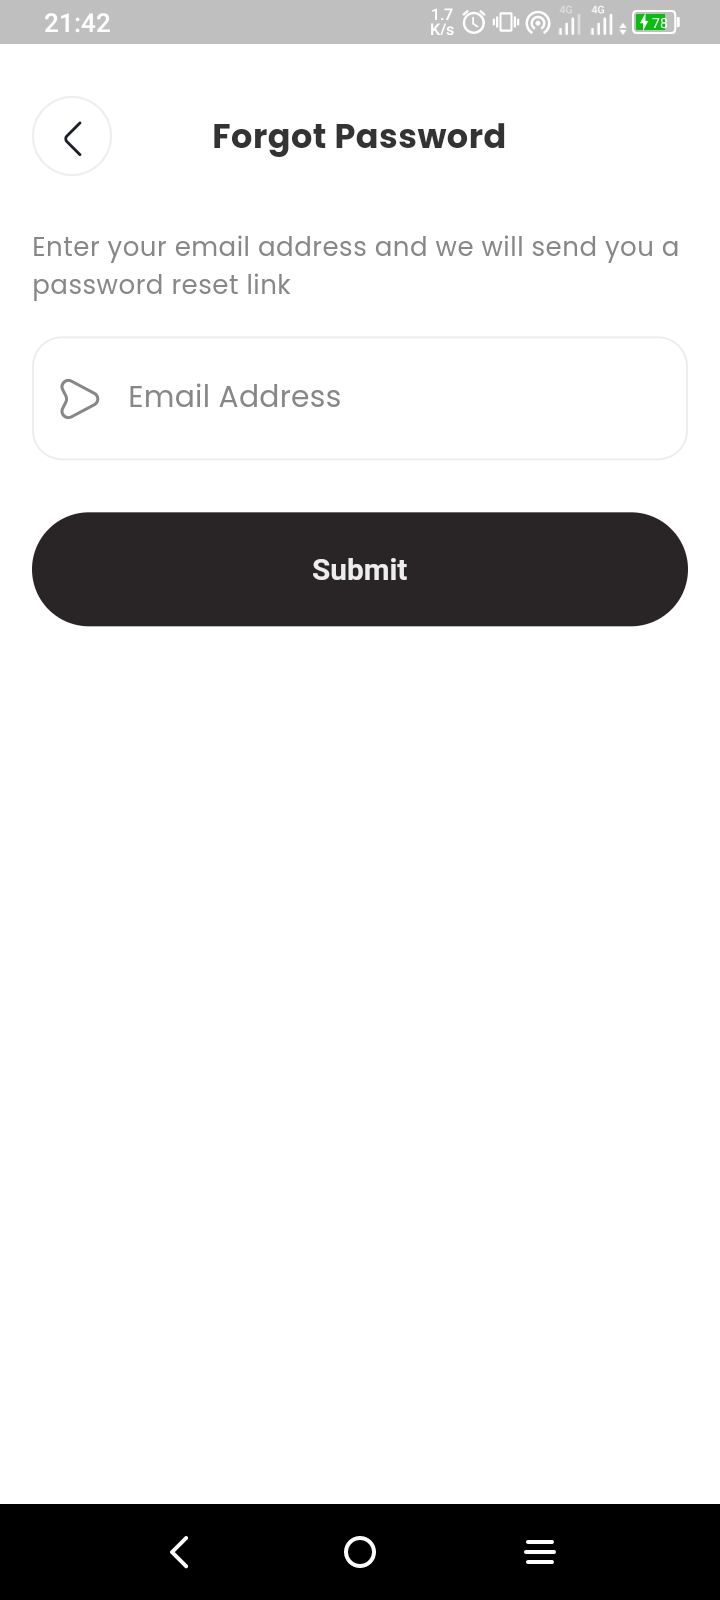 21:42
1.7
K/s
4G
4G
78
Forgot Password
Enter your email address and we will send you a
password reset link
Email Address
Submit